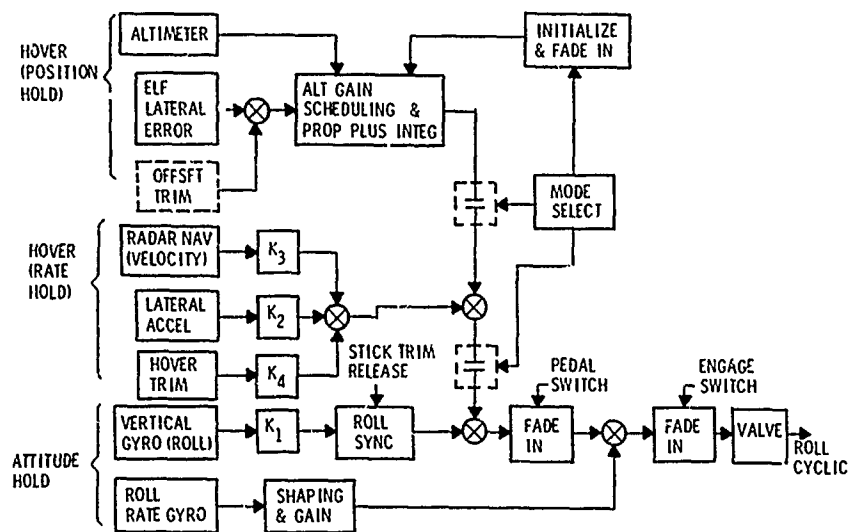 HOVER
(POSITION
HOLD)
ALTIMETER
ELF
LATERAL
ERROR
OFFSET
TRIM
ALT GAIN
SCHEDULING &
PROP PLUS INTEG
INITIALIZE
& FADE IN
MODE
SELECT
HOVER
(RATE
HOLD)
RADAR NAV
(VELOCITY)
K3
LATERAL
ACCEL
K2
HOVER
TRIM
K4
STICK TRIM
RELEASE
PEDAL
SWITCH
ENGAGE
SWITCH
ATTITUDE
HOLD
VERTICAL
GYRO (ROLL)
K1
ROLL
SYNC
FADE
IN
FADE
IN
VALVE
ROLL
CYCLIC
ROLL
RATE GYRO
SHAPING
& GAIN